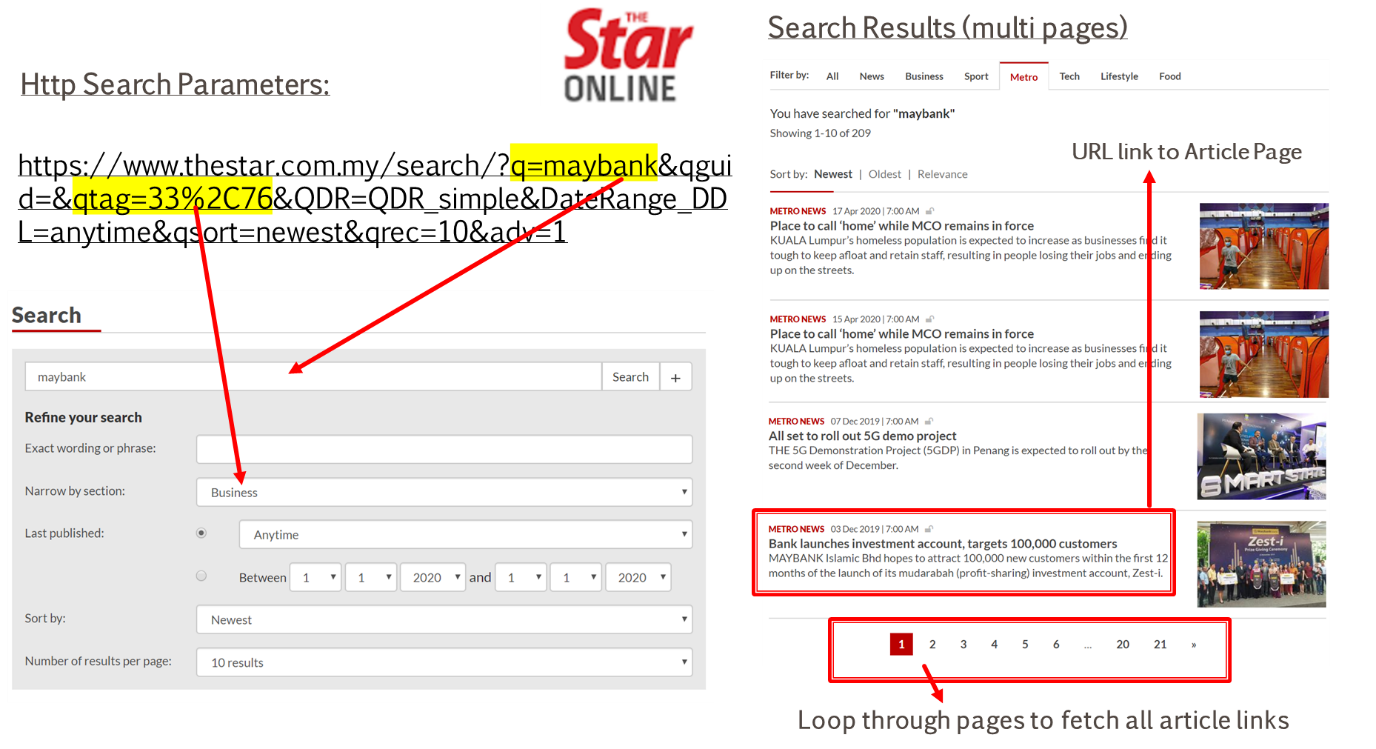 THE
Star
ONLINE
Http Search Parameters:
https://www.thestar.com.my/search/?q=maybank&qgui
d=&qtag=33%2C76&QDR=QDR_simple&DateRange_DD
L=anytime&qsort=newest&qrec=10&adv=1
Search
maybank Search +
Refine your search
Exact wording or phrase:
Narrow by section: Business
Last published: Anytime
Between 1 1 2020 and 1 1 2020
Sort by: Newest
Number of results per page: 10 results
Search Results (multi pages)
Filter by: All News Business Sport Metro Tech Lifestyle Food
You have searched for "maybank"
Showing 1-10 of 209
URL link to Article Page
Sort by: Newest | Oldest | Relevance
METRO NEWS 17 Apr 2020 | 7:00 AM
Place to call ‘home’ while MCO remains in force
KUALA Lumpur’s homeless population is expected to increase as businesses find it
tough to keep afloat and retain staff, resulting in people losing their jobs and ending
up on the streets.
METRO NEWS 15 Apr 2020 | 7:00 AM
Place to call ‘home’ while MCO remains in force
KUALA Lumpur’s homeless population is expected to increase as businesses find it
tough to keep afloat and retain staff, resulting in people losing their jobs and ending
up on the streets.
METRO NEWS 07 Dec 2019 | 7:00 AM
All set to roll out 5G demo project
THE 5G Demonstration Project (5GDP) in Penang is expected to roll out by the
second week of December.
SMART STATE
METRO NEWS 03 Dec 2019 | 7:00 AM
Bank launches investment account, targets 100,000 customers
MAYBANK Islamic Bhd hopes to attract 100,000 new customers within the first 12
months of the launch of its mudarabah (profit-sharing) investment account, Zest-i.
Zest-i
Prize Giving Ceremony
1 2 3 4 5 6 ... 20 21 »
Loop through pages to fetch all article links